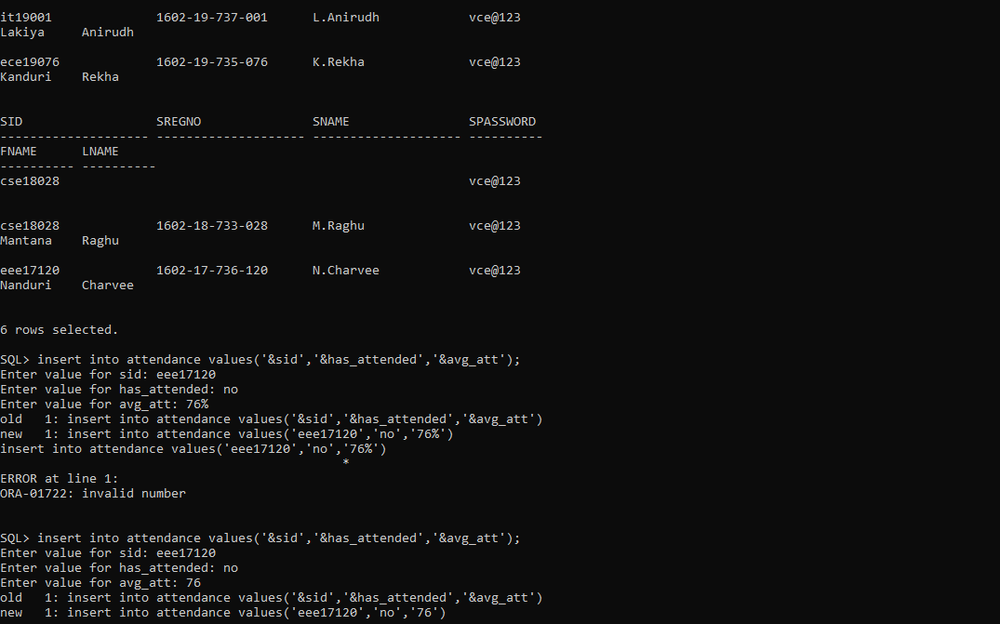 it19001             1602-19-737-001      L.Anirdh             vce@123
Lakiya     Anirudh
ece19076             1602-19-735-076      K.Rekha              vce@123
Kanduri    Rekha
SID                  SREGNO               SNAME                SPASSWORD
-------------------- -------------------- -------------------- ----------
FNAME      LNAME
---------- ----------
cse18028                                                       vce@123
cse18028             1602-18-733-028      M.Raghu              vce@123
Mantana    Raghu
eee17120             1602-17-736-120      N.Charvee            vce@123
Nanduri    Charvee
6 rows selected.
SQL> insert into attendance values('&sid','&has_attended','&avg_att');
Enter value for sid: eee17120
Enter value for has_attended: no
Enter value for avg_att: 76%
old   1: insert into attendance values('&sid','&has_attended','&avg_att')
new   1: insert into attendance values('eee17120','no','76%')
insert into attendance values('eee17120','no','76%')
                                              *
ERROR at line 1:
ORA-01722: invalid number
SQL> insert into attendance values('&sid','&has_attended','&avg_att');
Enter value for sid: eee17120
Enter value for has_attended: no
Enter value for avg_att: 76
old   1: insert into attendance values('&sid','&has_attended','&avg_att')
new   1: insert into attendance values('eee17120','no','76')